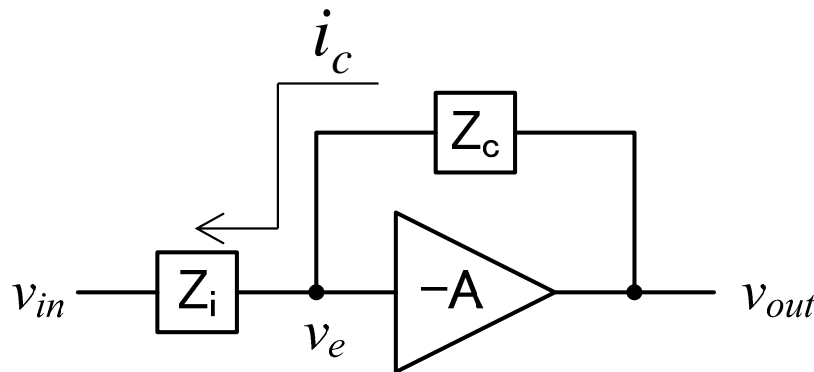 i_c
Z_c
v_in
Z_i
v_e
–A
v_out